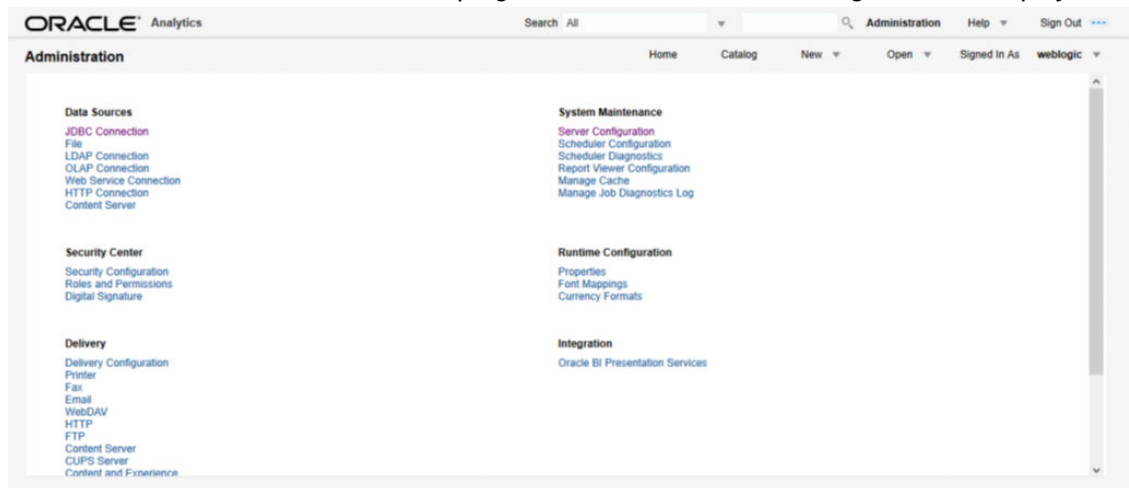 ORACLE Analytics Search All Administration Help Sign Out
Administration Home Catalog New Open Signed In As weblogic
Data Sources
JDBC Connection
File
LDAP Connection
OLAP Connection
Web Service Connection
HTTP Connection
Content Server
System Maintenance
Server Configuration
Scheduler Configuration
Scheduler Diagnostics
Report Viewer Configuration
Manage Cache
Manage Job Diagnostics Log
Security Center
Security Configuration
Roles and Permissions
Digital Signature
Runtime Configuration
Properties
Font Mappings
Currency Formats
Delivery
Delivery Configuration
Printer
Fax
Email
WebDAV
HTTP
FTP
Content Server
CUPS Server
Content and Experience
Integration
Oracle BI Presentation Services